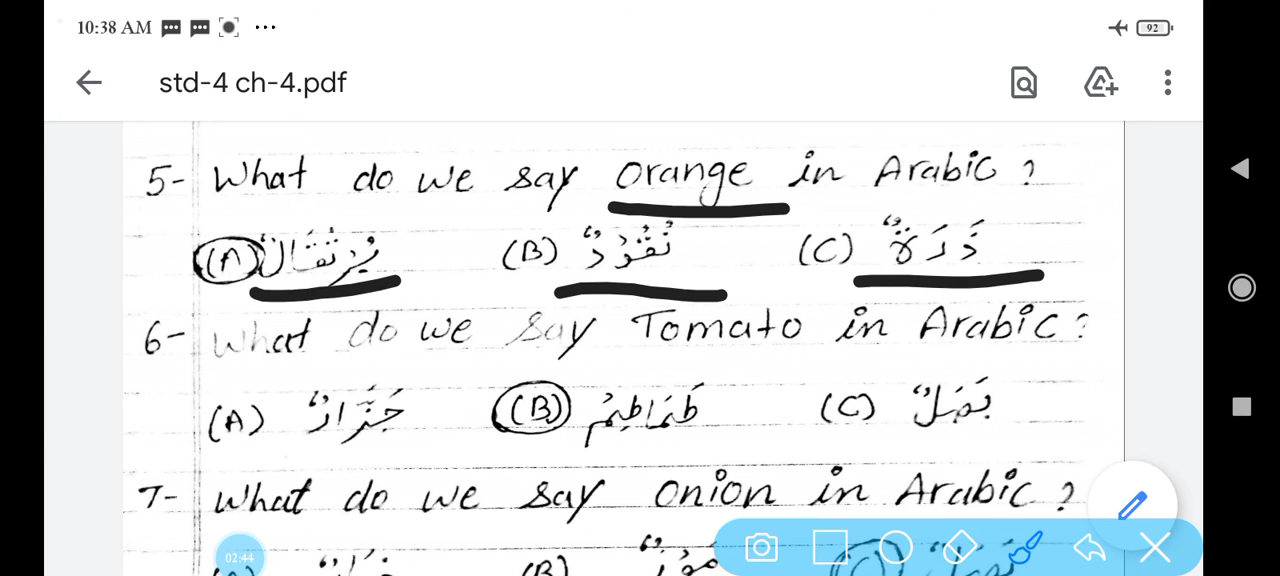 10:38 AM ... 92
std-4 ch-4.pdf
5- What do we say orange in Arabic ?
(A) بُرْتَقَالٌ (B) نُقُوْدٌ (C) ذُرَةٌ
6- What do we say Tomato in Arabic ?
(A) جَزَّارٌ (B) طَمَاطِمُ (C) بَصَلٌ
7- What do we say onion in Arabic ?
02:44 (B)